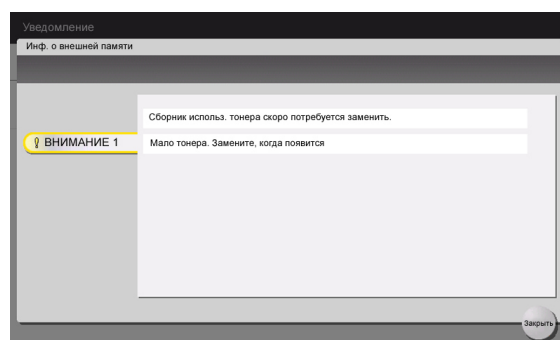 Уведомление
Инф. о внешней памяти
Сборник использ. тонера скоро потребуется заменить.
ВНИМАНИЕ 1
Мало тонера. Замените, когда появится
Закрыть